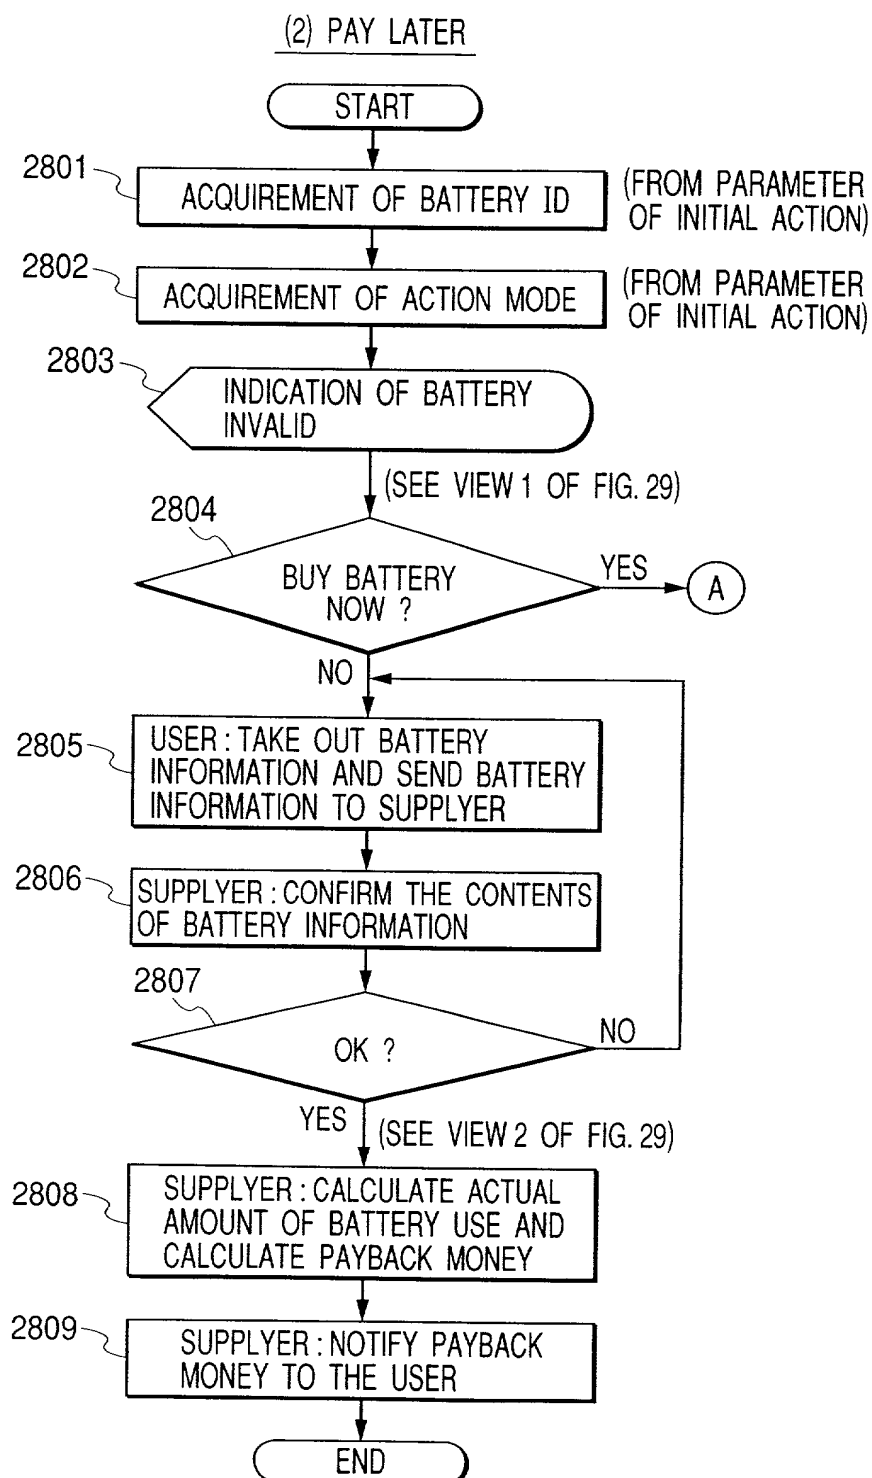 (2) PAY LATER
START
2801
ACQUIREMENT OF BATTERY ID
(FROM PARAMETER
OF INITIAL ACTION)
2802
ACQUIREMENT OF ACTION MODE
(FROM PARAMETER
OF INITIAL ACTION)
2803
INDICATION OF BATTERY
INVALID
(SEE VIEW 1 OF FIG. 29)
2804
BUY BATTERY
NOW ?
YES
A
NO
2805
USER : TAKE OUT BATTERY
INFORMATION AND SEND BATTERY
INFORMATION TO SUPPLYER
2806
SUPPLYER : CONFIRM THE CONTENTS
OF BATTERY INFORMATION
2807
OK ?
NO
YES
(SEE VIEW 2 OF FIG. 29)
2808
SUPPLYER : CALCULATE ACTUAL
AMOUNT OF BATTERY USE AND
CALCULATE PAYBACK MONEY
2809
SUPPLYER : NOTIFY PAYBACK
MONEY TO THE USER
END